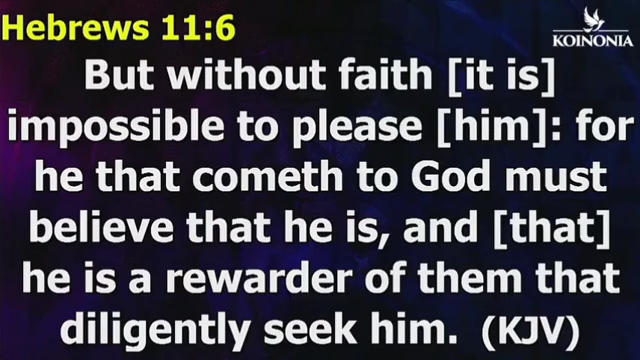 Hebrews 11:6
KOINONIA
But without faith [it is]
impossible to please [him]: for
he that cometh to God must
believe that he is, and [that]
he is a rewarder of them that
diligently seek him. (KJV)